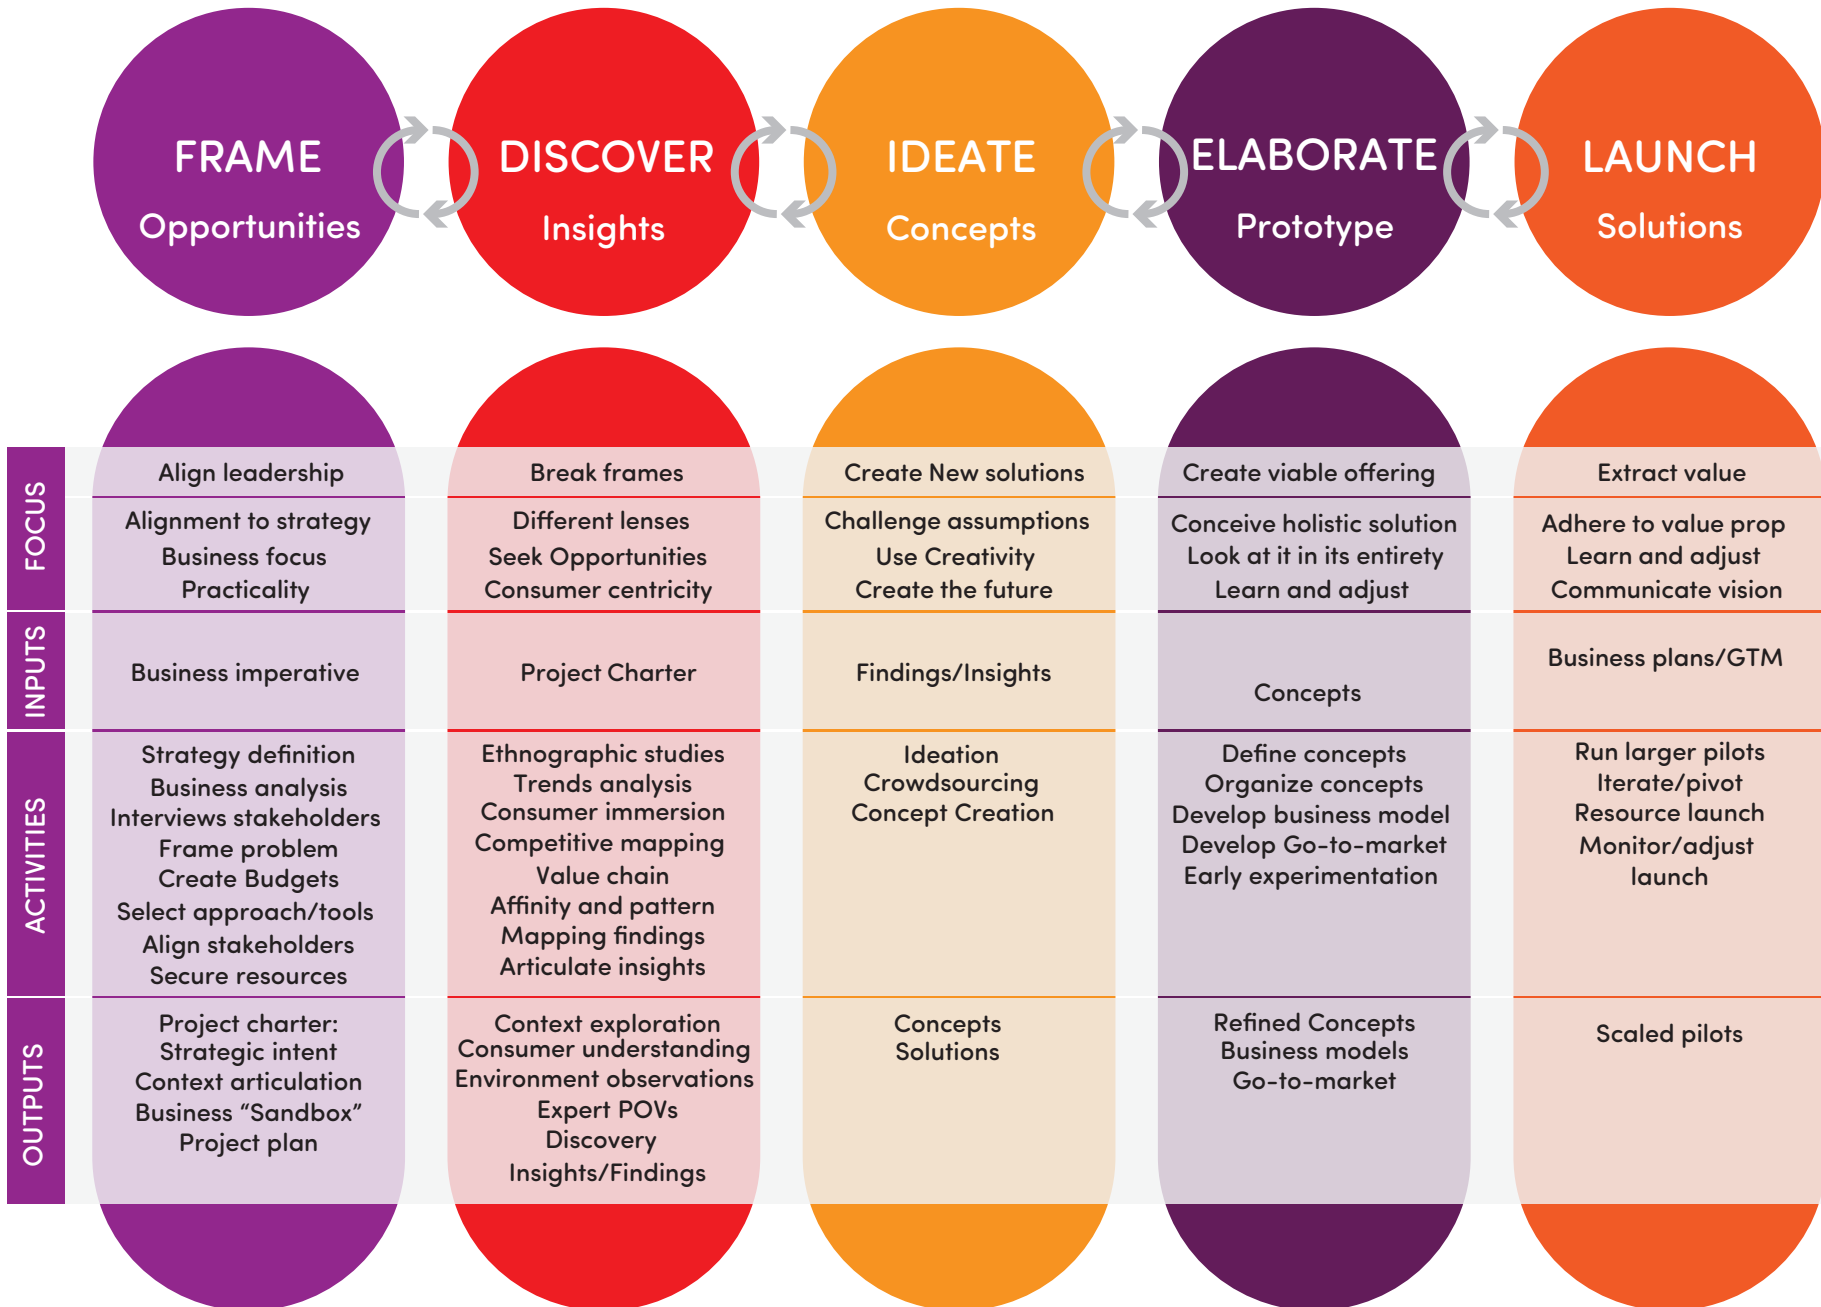 FRAME
Opportunities
DISCOVER
Insights
IDEATE
Concepts
ELABORATE
Prototype
LAUNCH
Solutions
FOCUS
Align leadership
Alignment to strategy
Business focus
Practicality
Break frames
Different lenses
Seek Opportunities
Consumer centricity
Create New solutions
Challenge assumptions
Use Creativity
Create the future
Create viable offering
Conceive holistic solution
Look at it in its entirety
Learn and adjust
Extract value
Adhere to value prop
Learn and adjust
Communicate vision
INPUTS
Business imperative
Project Charter
Findings/Insights
Concepts
Business plans/GTM
ACTIVITIES
Strategy definition
Business analysis
Interviews stakeholders
Frame problem
Create Budgets
Select approach/tools
Align stakeholders
Secure resources
Ethnographic studies
Trends analysis
Consumer immersion
Competitive mapping
Value chain
Affinity and pattern
Mapping findings
Articulate insights
Ideation
Crowdsourcing
Concept Creation
Define concepts
Organize concepts
Develop business model
Develop Go-to-market
Early experimentation
Run larger pilots
Iterate/pivot
Resource launch
Monitor/adjust
launch
OUTPUTS
Project charter:
Strategic intent
Context articulation
Business “Sandbox”
Project plan
Context exploration
Consumer understanding
Environment observations
Expert POVs
Discovery
Insights/Findings
Concepts
Solutions
Refined Concepts
Business models
Go-to-market
Scaled pilots